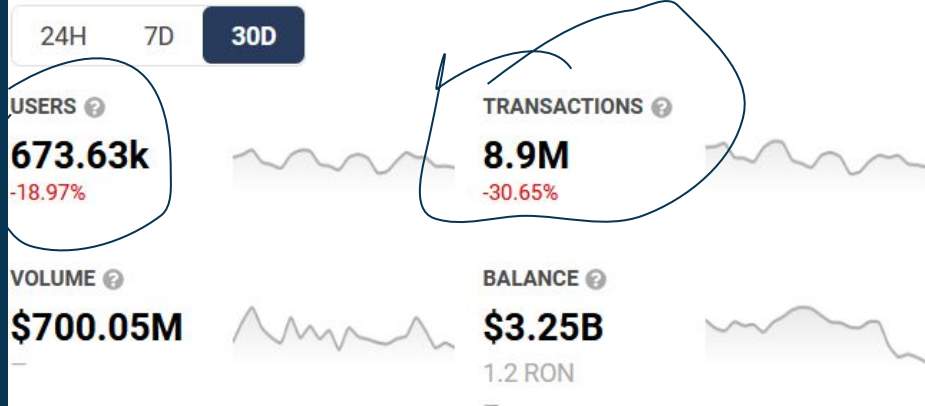 24H 7D 30D
USERS ?
673.63k
-18.97%
TRANSACTIONS ?
8.9M
-30.65%
VOLUME ?
$700.05M
—
BALANCE ?
$3.25B
1.2 RON